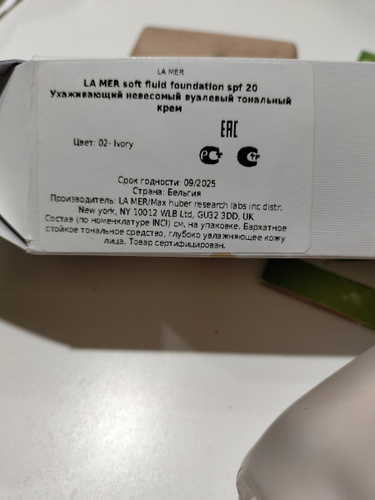 LA MER
LA MER soft fluid foundation spf 20
Ухаживающий невесомый вуалевый тональный
крем
EAC
Цвет: 02- Ivory
Срок годности: 09/2025
Страна: Бельгия
Производитель: LA MER/Max huber research labs inc distr.
New york, NY 10012 WLB Ltd, GU32 3DD, UK
Состав (по номенклатуре INCI) см. на упаковке. Бархатное
стойкое тональное средство, глубоко увлажняющее кожу
лица. Товар сертифицирован.